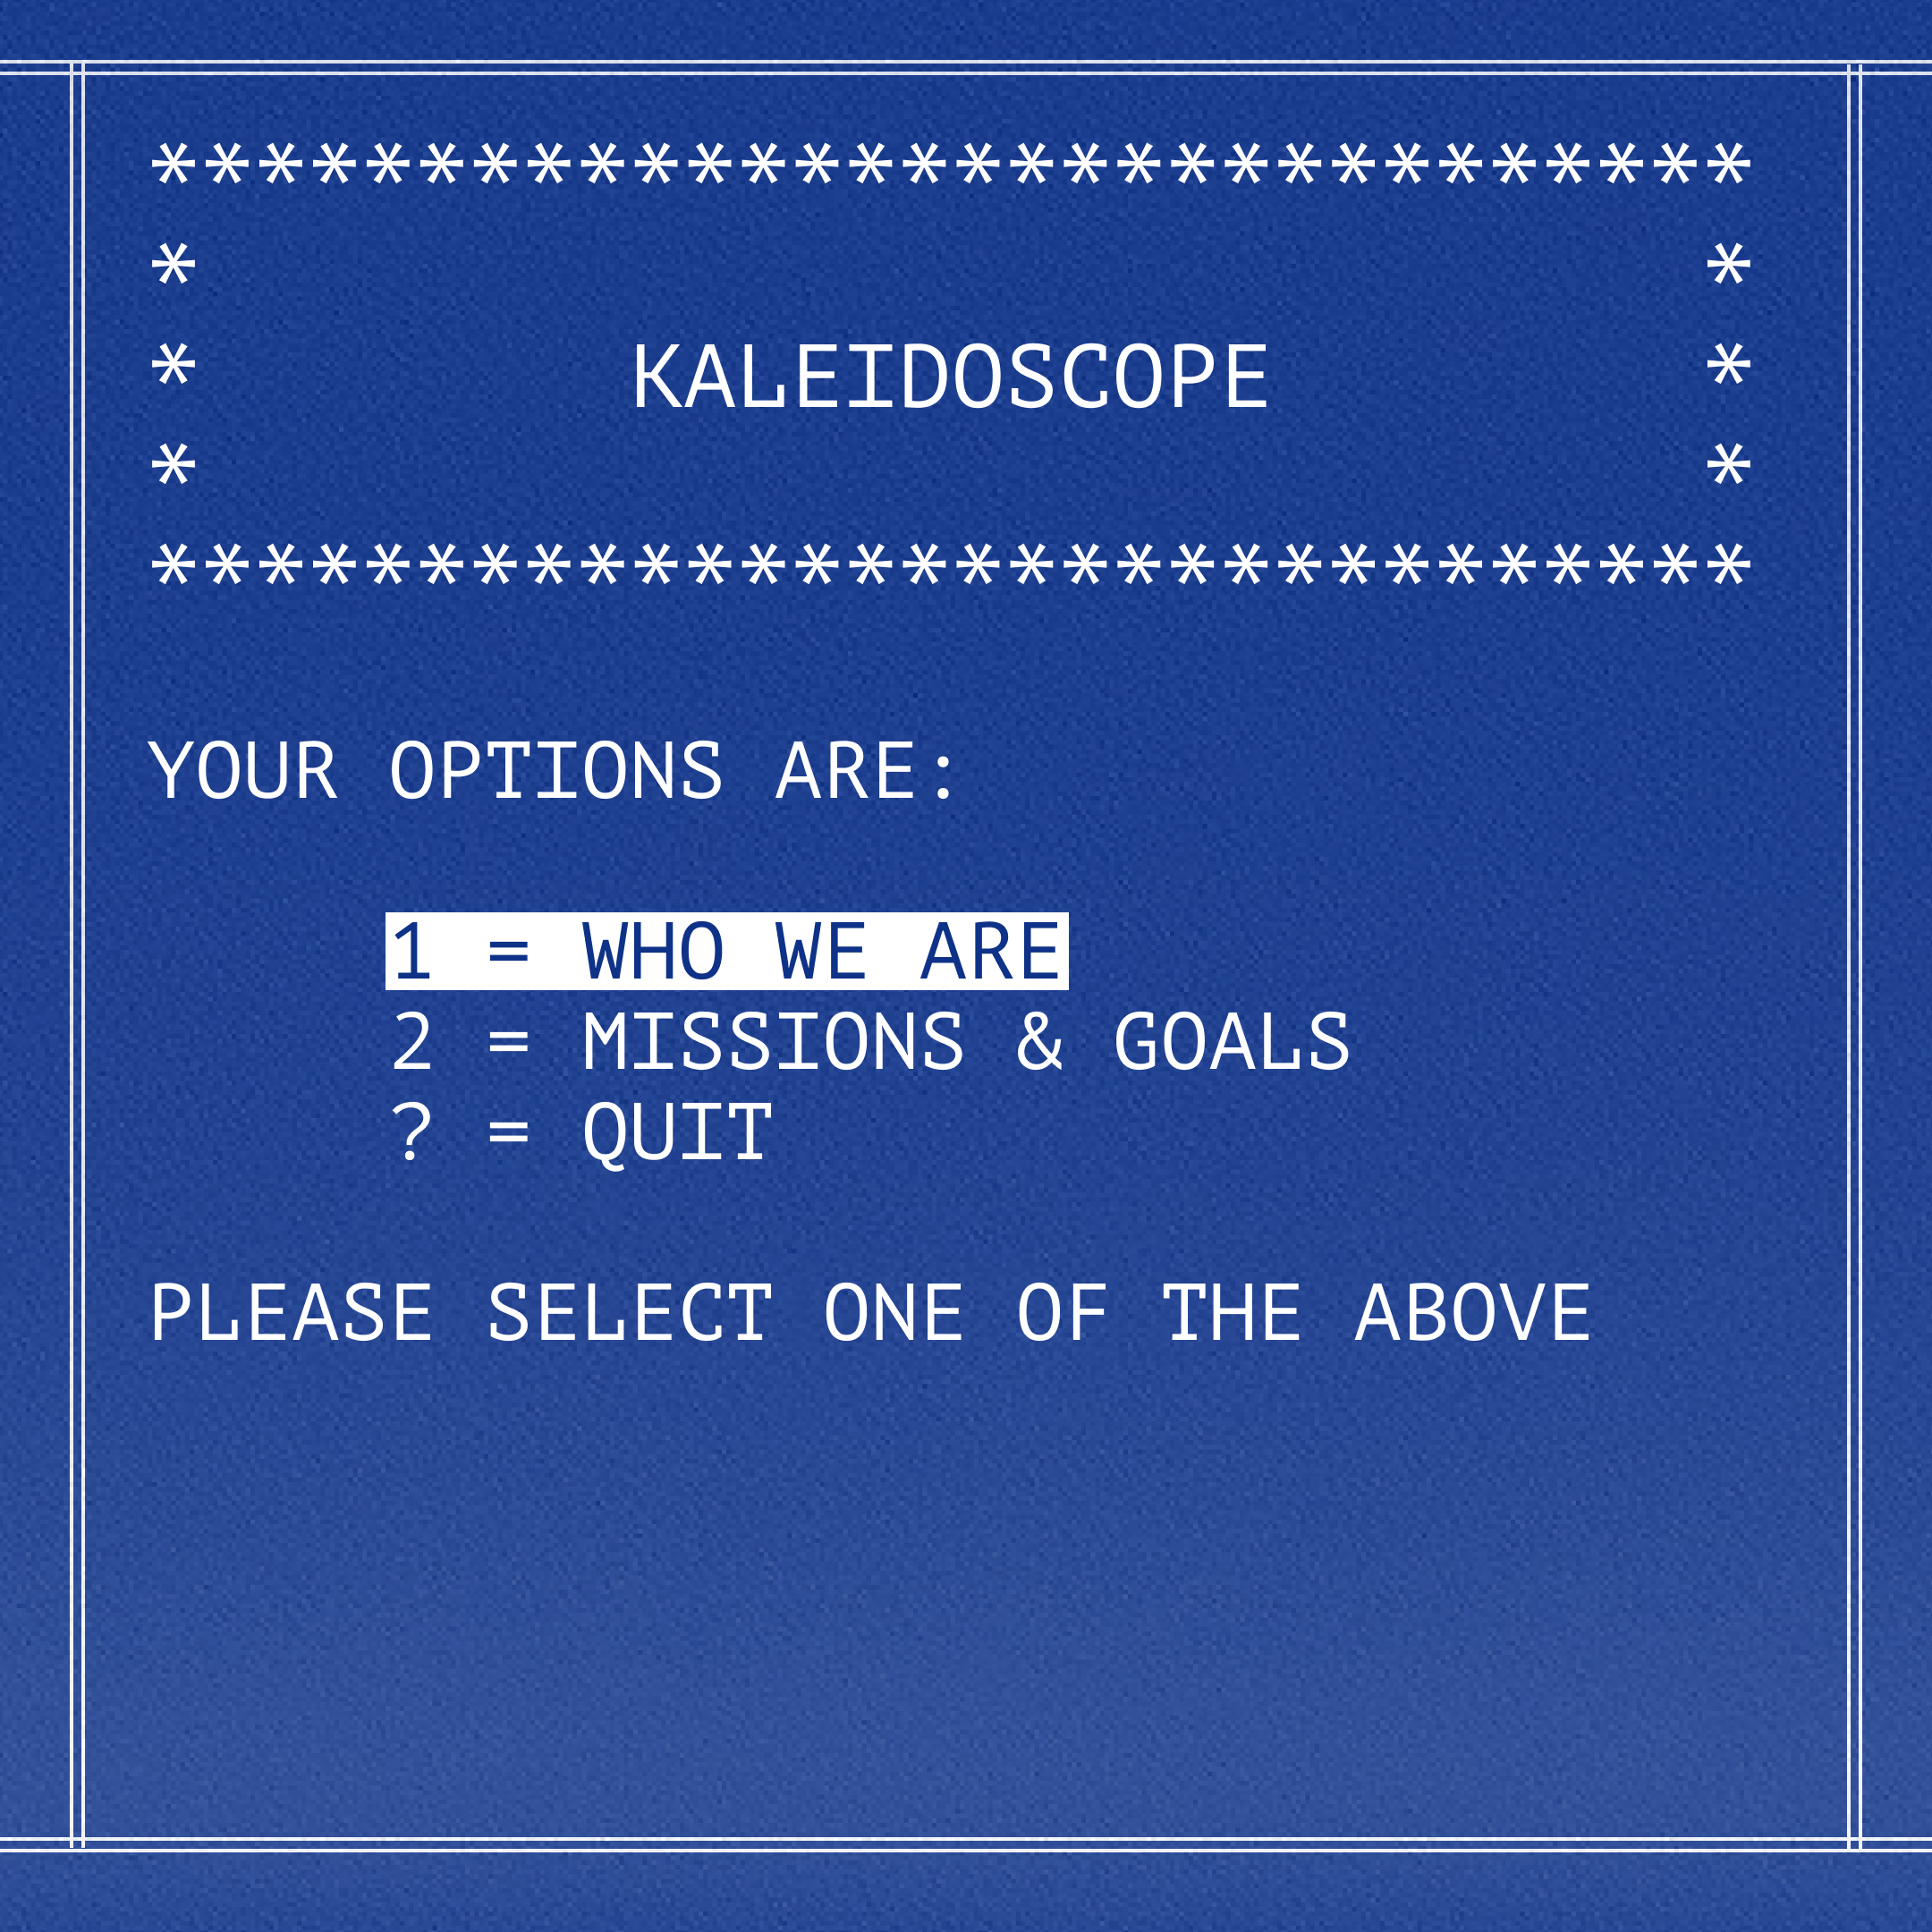 ******************************
* *
* KALEIDOSCOPE *
* *
******************************
YOUR OPTIONS ARE:
1 = WHO WE ARE
2 = MISSIONS & GOALS
? = QUIT
PLEASE SELECT ONE OF THE ABOVE